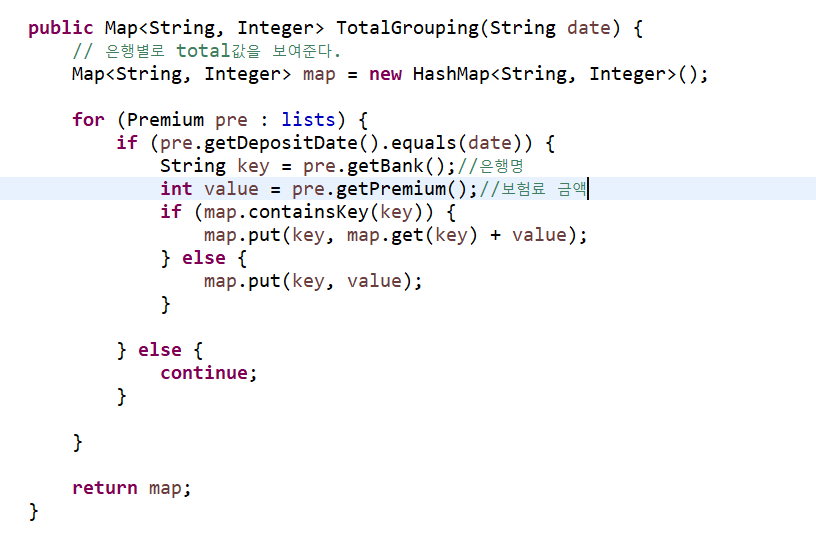 public Map<String, Integer> TotalGrouping(String date) {
    // 은행별로 total값을 보여준다.
    Map<String, Integer> map = new HashMap<String, Integer>();
    for (Premium pre : lists) {
        if (pre.getDepositDate().equals(date)) {
            String key = pre.getBank();//은행명
            int value = pre.getPremium();//보험료 금액
            if (map.containsKey(key)) {
                map.put(key, map.get(key) + value);
            } else {
                map.put(key, value);
            }
        } else {
            continue;
        }
    }
    return map;
}